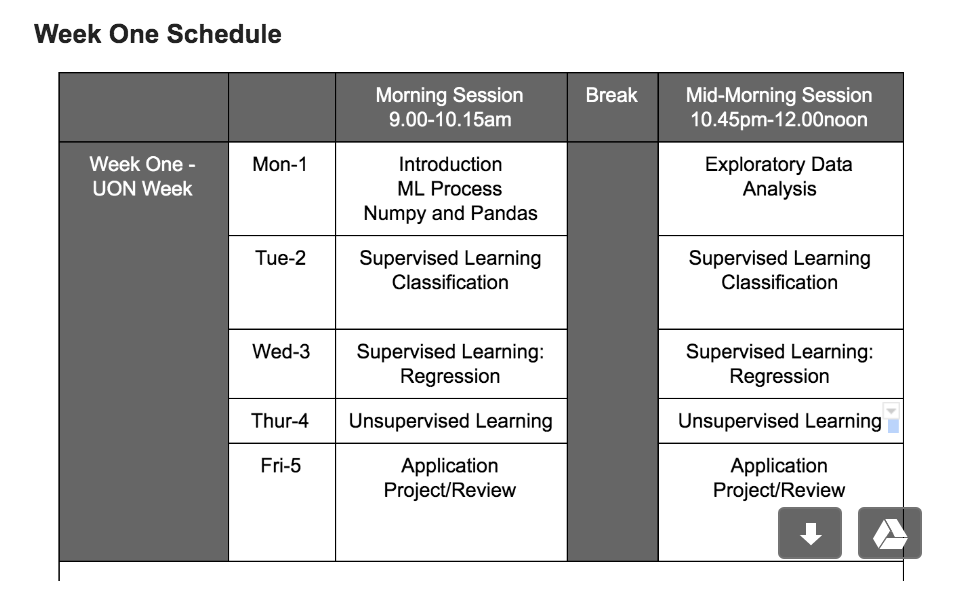 Week One Schedule
Morning Session
9.00-10.15am
Break
Mid-Morning Session
10.45pm-12.00noon
Week One -
UON Week
Mon-1
Introduction
ML Process
Numpy and Pandas
Exploratory Data
Analysis
Tue-2
Supervised Learning
Classification
Supervised Learning
Classification
Wed-3
Supervised Learning:
Regression
Supervised Learning:
Regression
Thur-4
Unsupervised Learning
Unsupervised Learning
Fri-5
Application
Project/Review
Application
Project/Review